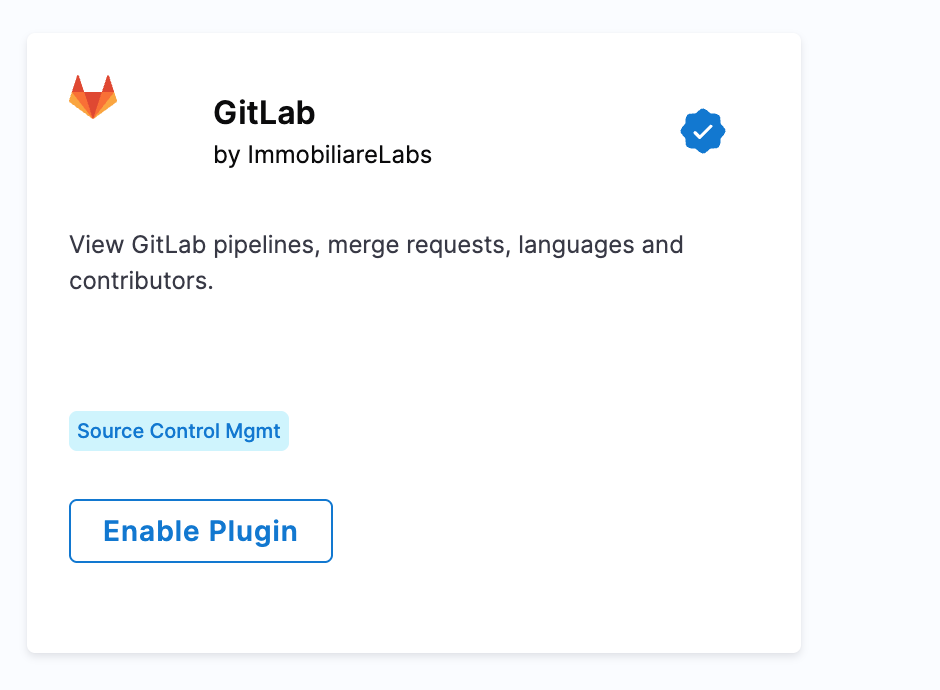 GitLab
by ImmobiliareLabs
View GitLab pipelines, merge requests, languages and
contributors.
Source Control Mgmt
Enable Plugin